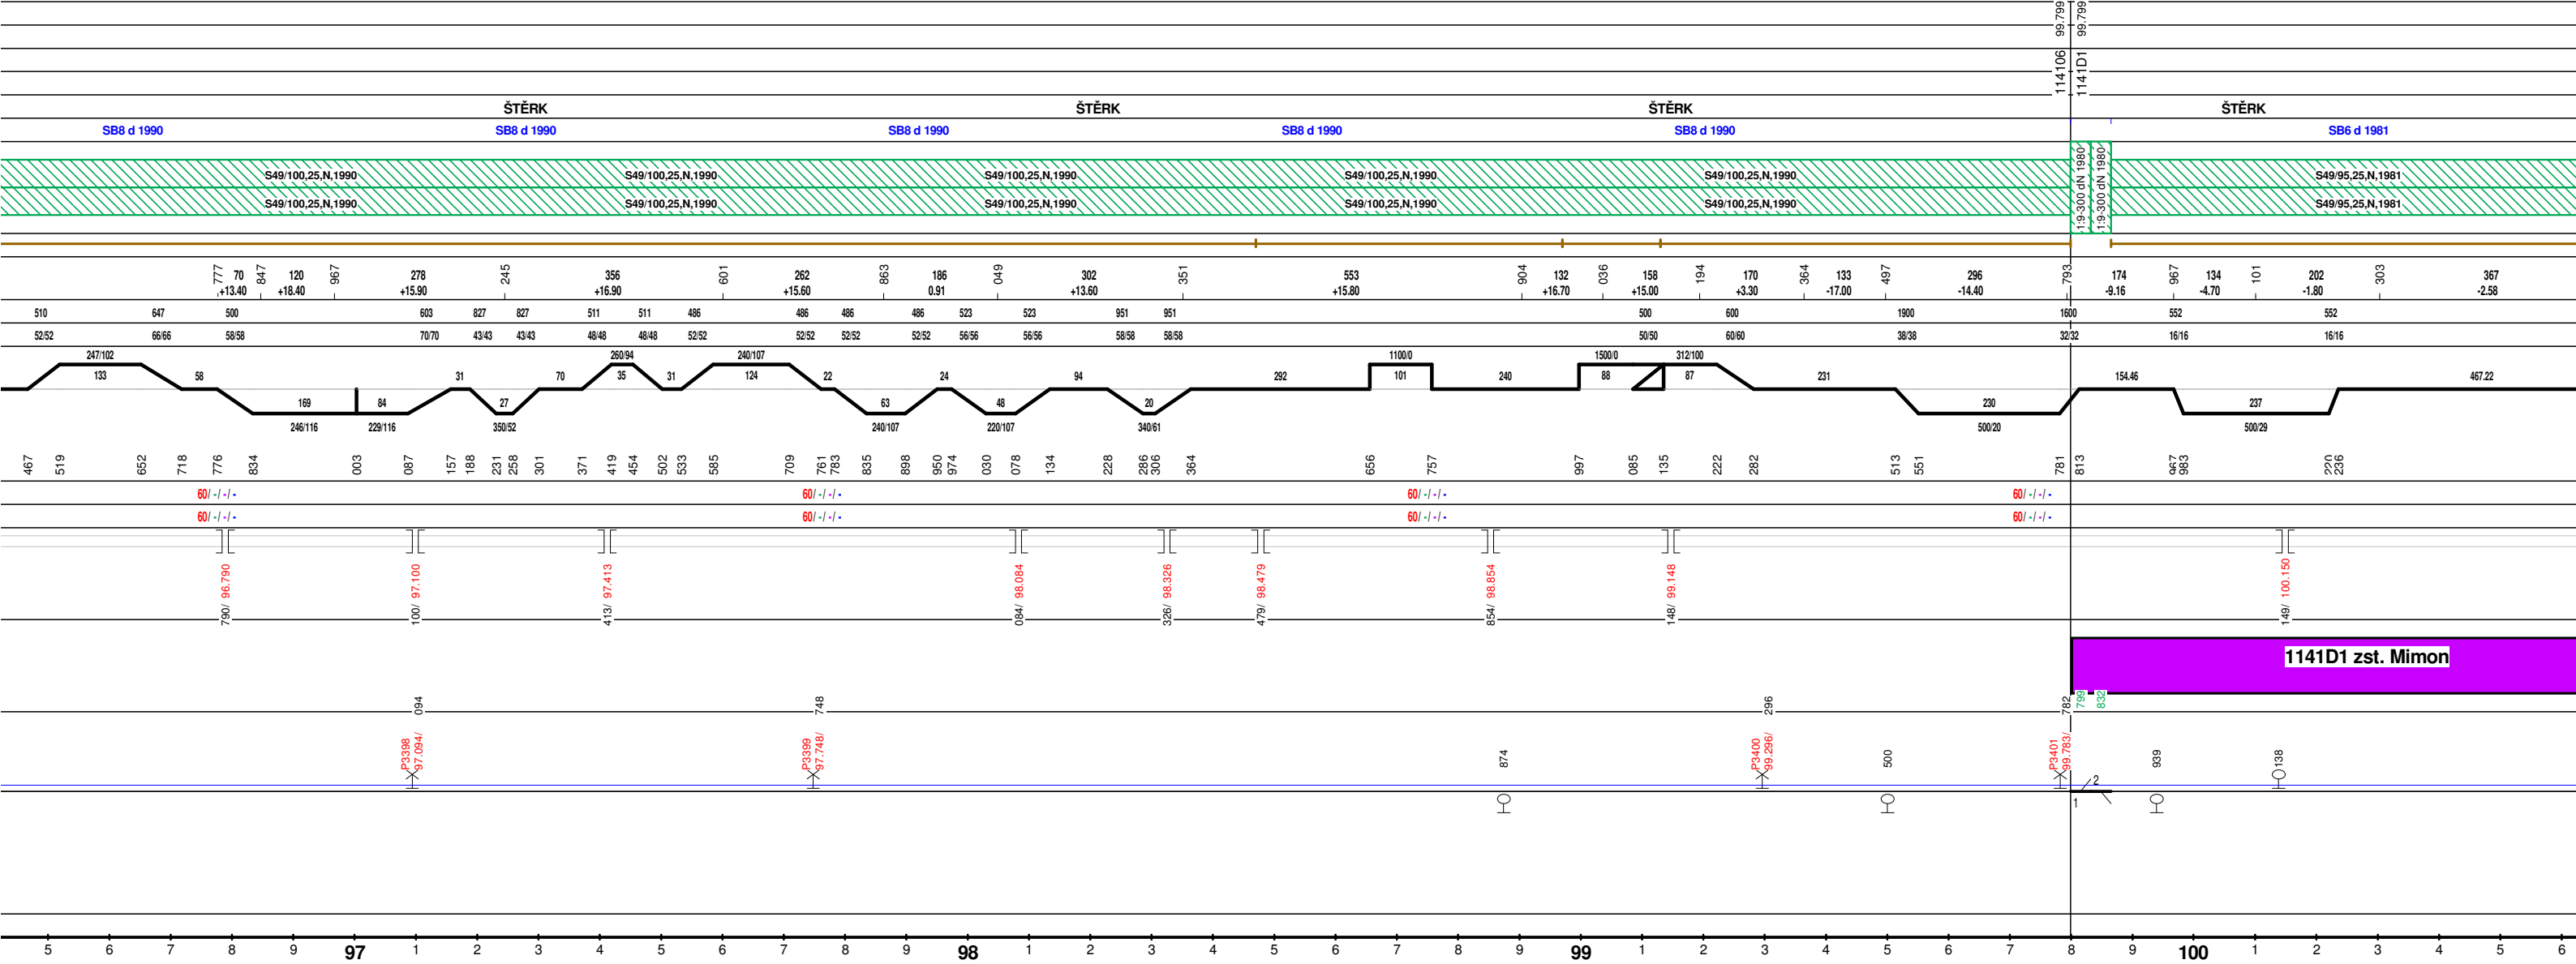 99.799 99.799
114106 1141D1
ŠTĚRK ŠTĚRK ŠTĚRK ŠTĚRK
SB8 d 1990 SB8 d 1990 SB8 d 1990 SB8 d 1990 SB8 d 1990 SB6 d 1981
1:9-300 dN 1980 1:9-300 dN 1980
S49/100,25,N,1990 S49/100,25,N,1990 S49/100,25,N,1990 S49/100,25,N,1990 S49/100,25,N,1990 S49/95,25,N,1981
S49/100,25,N,1990 S49/100,25,N,1990 S49/100,25,N,1990 S49/100,25,N,1990 S49/100,25,N,1990 S49/95,25,N,1981
777 70 847 120 967 278 245 356 601 262 863 186 049 302 351 553 904 132 036 158 194 170 364 133 497 296 793 174 967 134 101 202 303 367
+13.40 +18.40 +15.90 +16.90 +15.60 0.91 +13.60 +15.80 +16.70 +15.00 +3.30 -17.00 -14.40 -9.16 -4.70 -1.80 -2.58
510 647 500 603 827 827 511 511 486 486 486 486 523 523 951 951 500 600 1900 1600 552 552
52/52 66/66 58/58 70/70 43/43 43/43 48/48 48/48 52/52 52/52 52/52 52/52 56/56 56/56 58/58 58/58 50/50 60/60 38/38 32/32 16/16 16/16
247/102 260/94 240/107 1100/0 1500/0 312/100
133 58 31 70 35 31 124 22 24 94 292 101 240 88 87 231 154.46 467.22
169 84 27 63 48 20 230 237
246/116 229/116 350/52 240/107 220/107 340/61 500/20 500/29
467 519 652 718 776 834 003 087 157 188 231 258 301 371 419 454 502 533 585 709 761 783 835 898 950 974 030 078 134 228 286 306 364 656 757 997 085 135 222 282 513 551 781 813 967 983 220 236
60/ -/ -/ - 60/ -/ -/ - 60/ -/ -/ - 60/ -/ -/ -
60/ -/ -/ - 60/ -/ -/ - 60/ -/ -/ - 60/ -/ -/ -
790/ 96.790 100/ 97.100 413/ 97.413 084/ 98.084 326/ 98.326 479/ 98.479 854/ 98.854 148/ 99.148 149/ 100.150
1141D1 zst. Mimon
094 748 296 782 799 832
P3398 97.094/ P3399 97.748/ 874 P3400 99.296/ 500 P3401 99.783/ 939 138
2
1
5 6 7 8 9 97 1 2 3 4 5 6 7 8 9 98 1 2 3 4 5 6 7 8 9 99 1 2 3 4 5 6 7 8 9 100 1 2 3 4 5 6